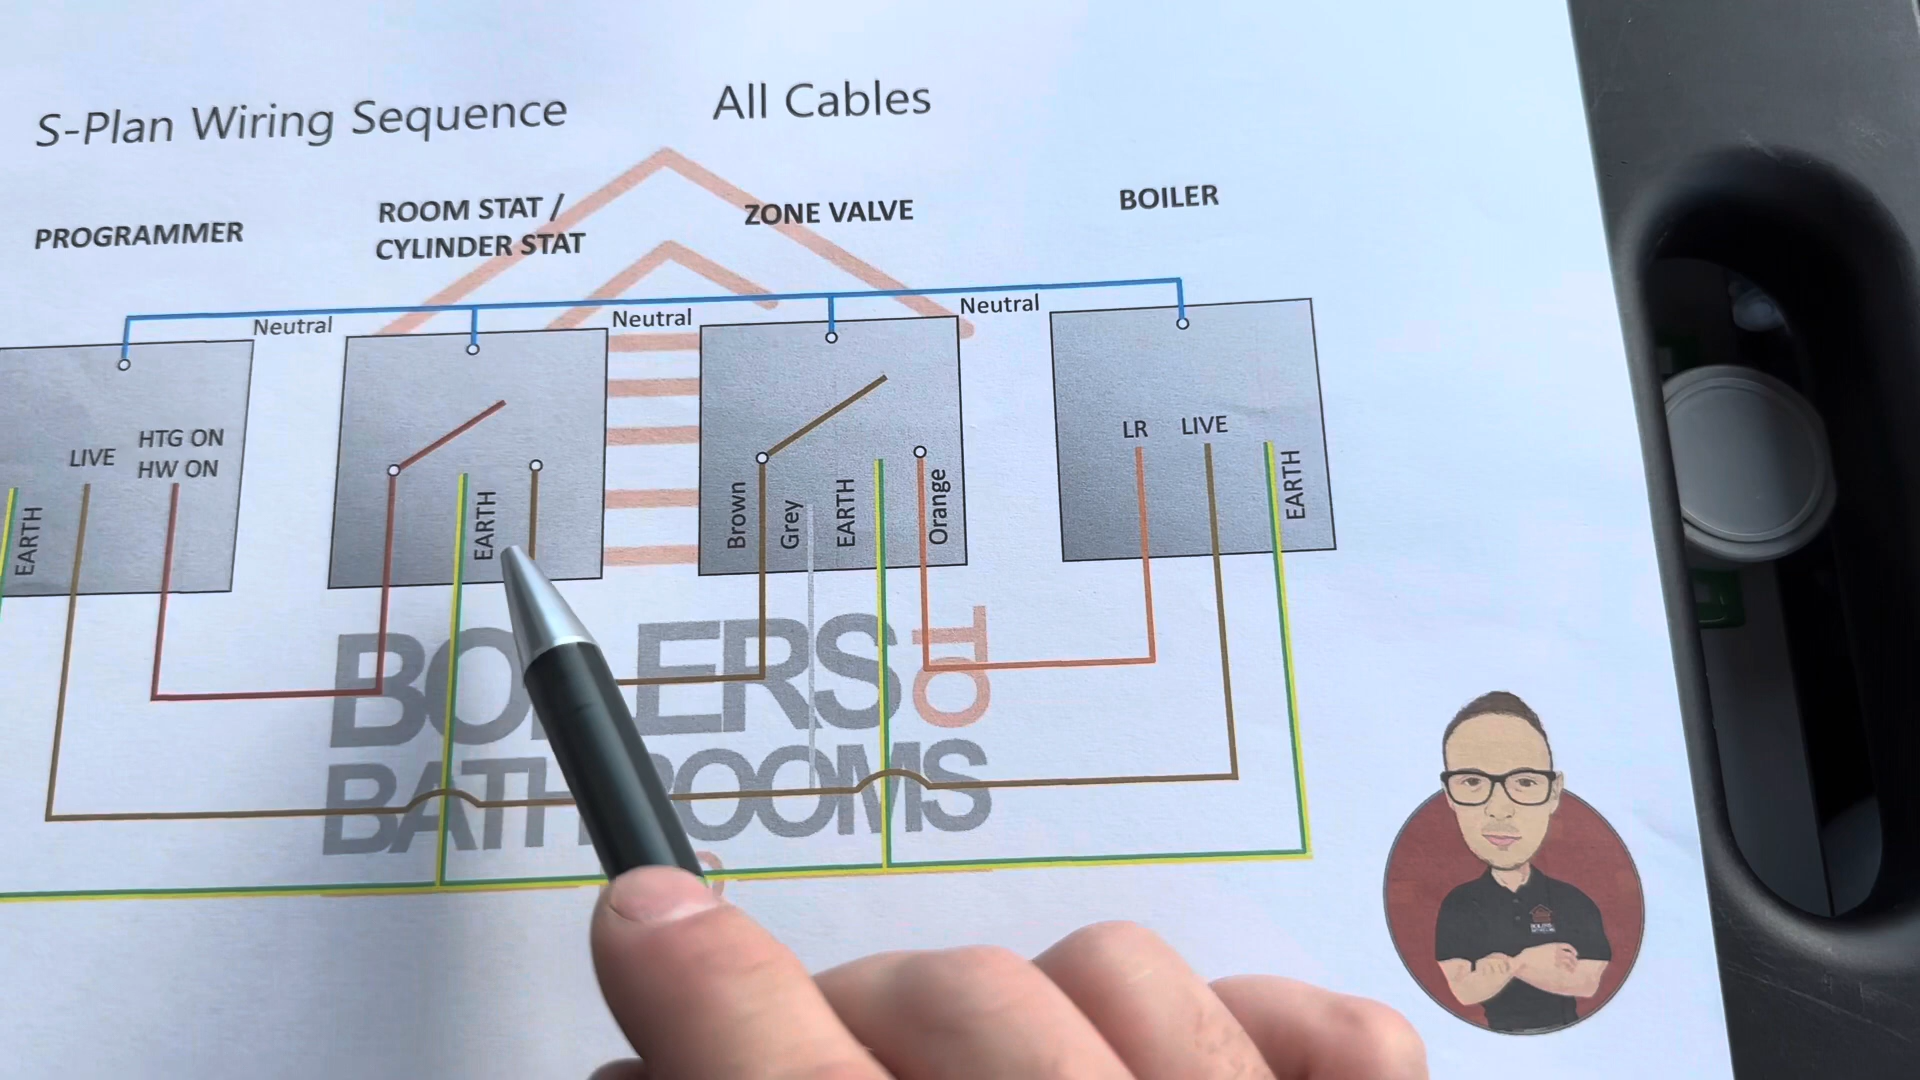 S-Plan Wiring Sequence
All Cables
PROGRAMMER
ROOM STAT /
CYLINDER STAT
ZONE VALVE
BOILER
Neutral
Neutral
Neutral
EARTH
LIVE
HTG ON
HW ON
EARTH
Brown
Grey
EARTH
Orange
LR
LIVE
EARTH
BOILERS
TO
BATHROOMS